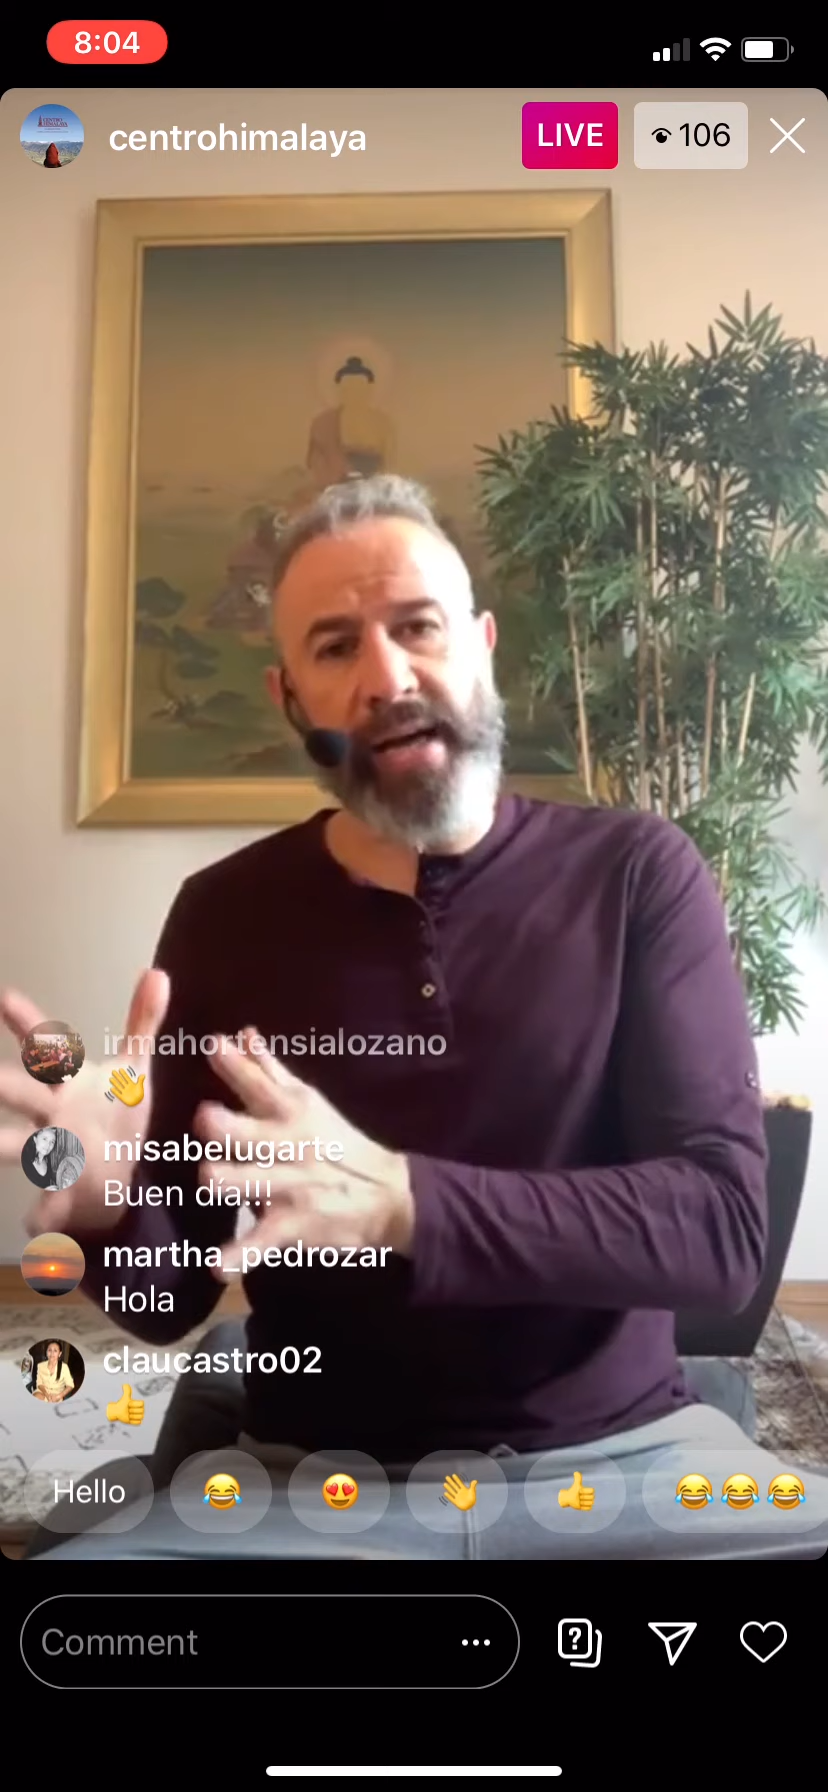 8:04
centrohimalaya
LIVE
106
irmahortensialozano
👋
misabelugarte
Buen día!!!
martha_pedrozar
Hola
claucastro02
👍
Hello 😂 😍 👋 👍 😂😂😂
Comment
?